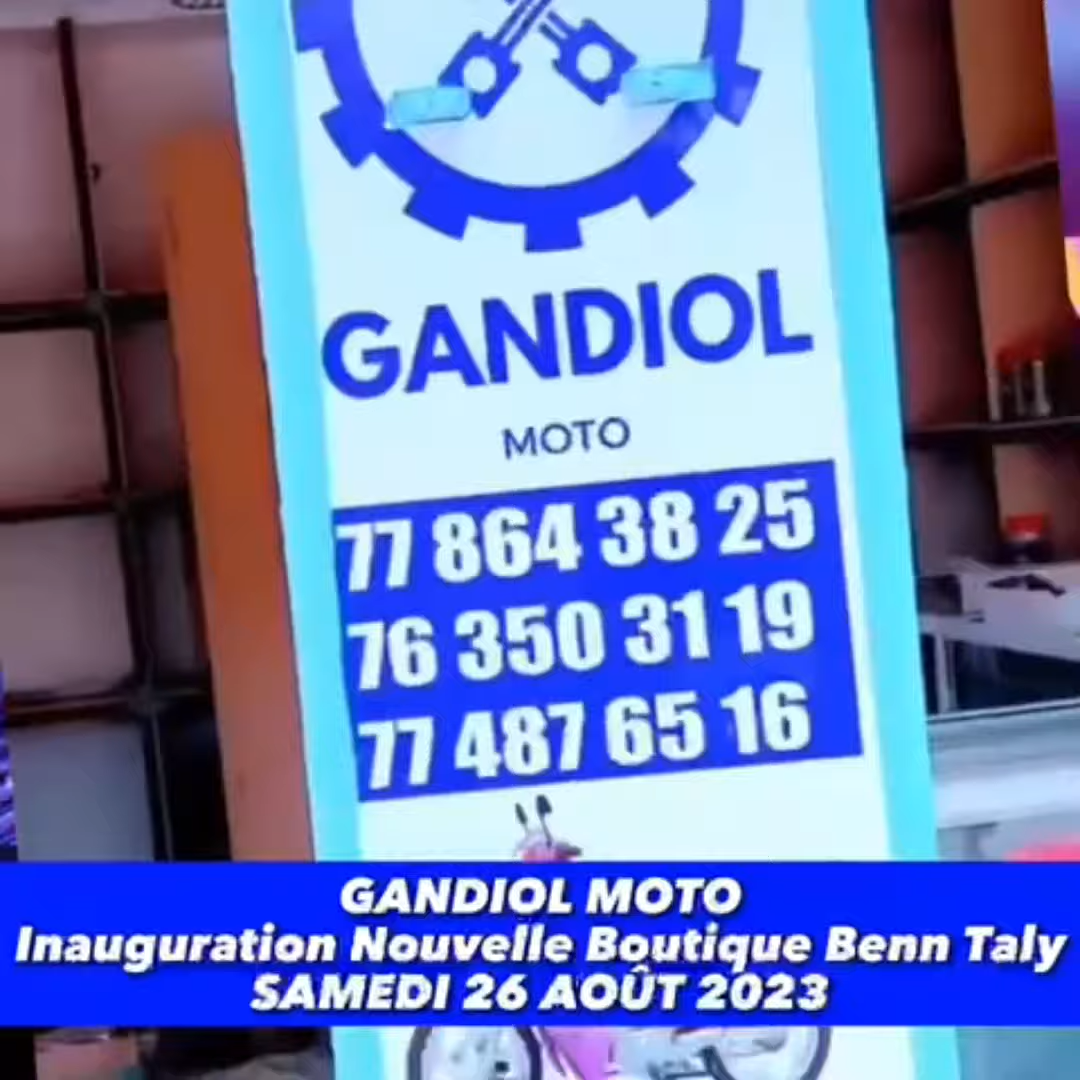 GANDIOL
MOTO
77 864 38 25
76 350 31 19
77 487 65 16
GANDIOL MOTO
Inauguration Nouvelle Boutique Benn Taly
SAMEDI 26 AOÛT 2023